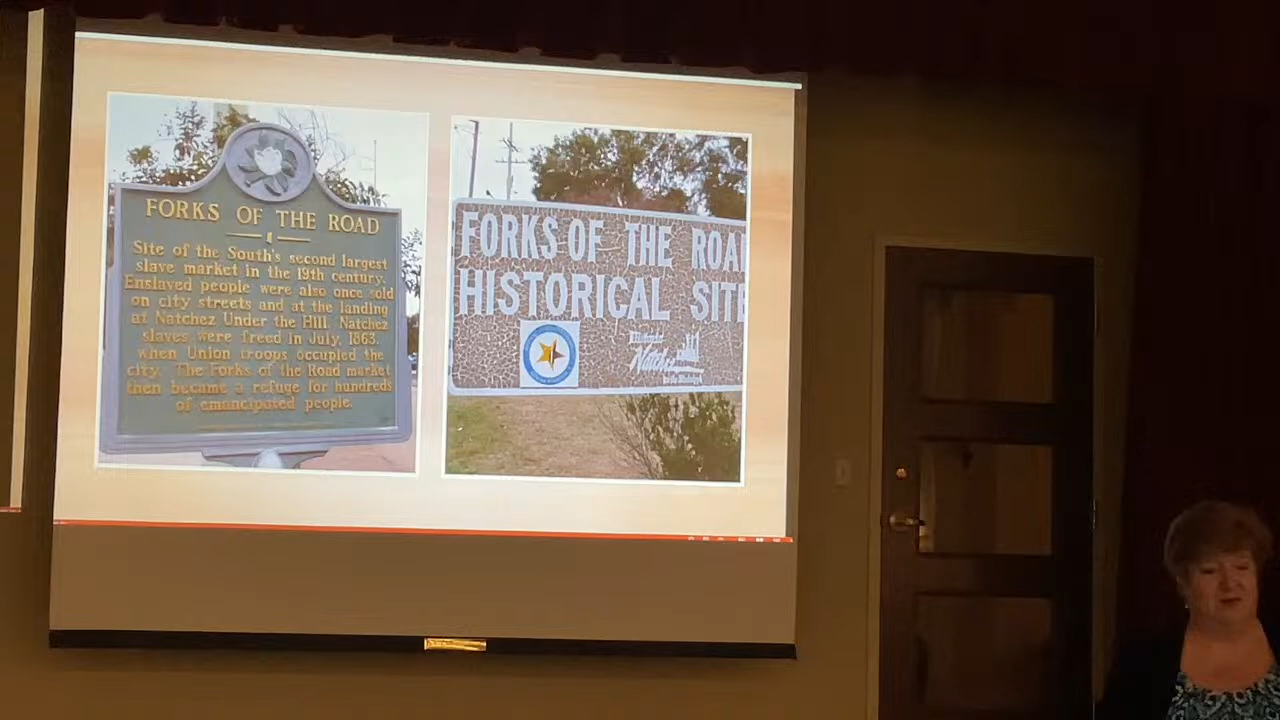 FORKS OF THE ROAD
Site of the South's second largest
slave market in the 19th century.
Enslaved people were also once sold
on city streets and at the landing
at Natchez Under the Hill. Natchez
slaves were freed in July, 1863,
when Union troops occupied the
city. The Forks of the Road market
then became a refuge for hundreds
of emancipated people.
FORKS OF THE ROA
HISTORICAL SITE
Natchez